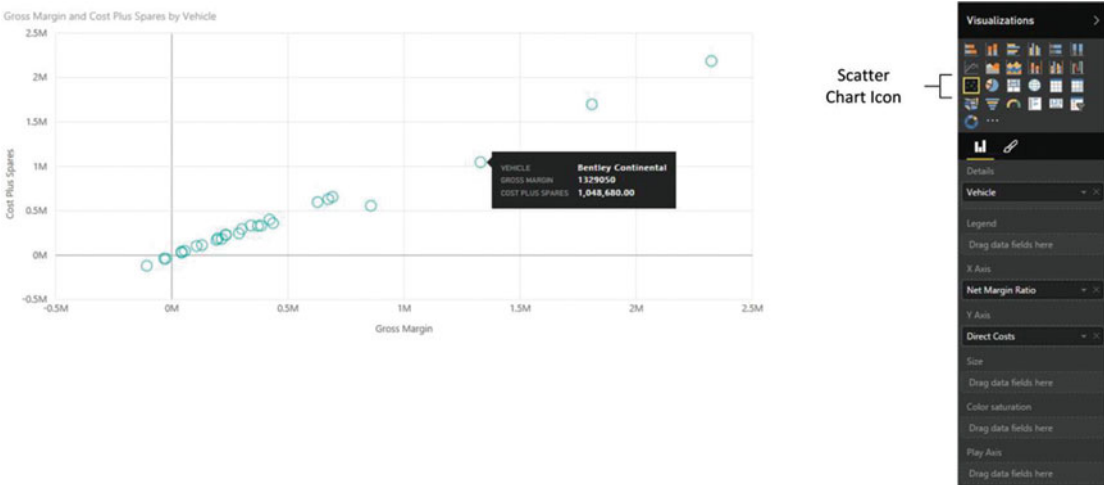 Gross Margin and Cost Plus Spares by Vehicle
2.5M
2M
1.5M
1M
0.5M
0M
-0.5M
Cost Plus Spares
-0.5M 0M 0.5M 1M 1.5M 2M 2.5M
Gross Margin
VEHICLE Bentley Continental
GROSS MARGIN 1329050
COST PLUS SPARES 1,048,680.00
Scatter
Chart Icon
Visualizations
Details
Vehicle
Legend
Drag data fields here
X Axis
Net Margin Ratio
Y Axis
Direct Costs
Size
Drag data fields here
Color saturation
Drag data fields here
Play Axis
Drag data fields here